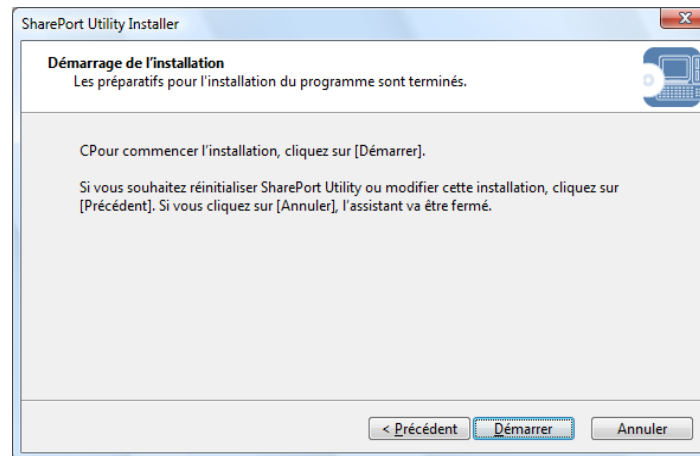 SharePort Utility Installer
Démarrage de l’installation
Les préparatifs pour l'installation du programme sont terminés.
CPour commencer l’installation, cliquez sur [Démarrer].
Si vous souhaitez réinitialiser SharePort Utility ou modifier cette installation, cliquez sur
[Précédent]. Si vous cliquez sur [Annuler], l’assistant va être fermé.
< Précédent Démarrer Annuler